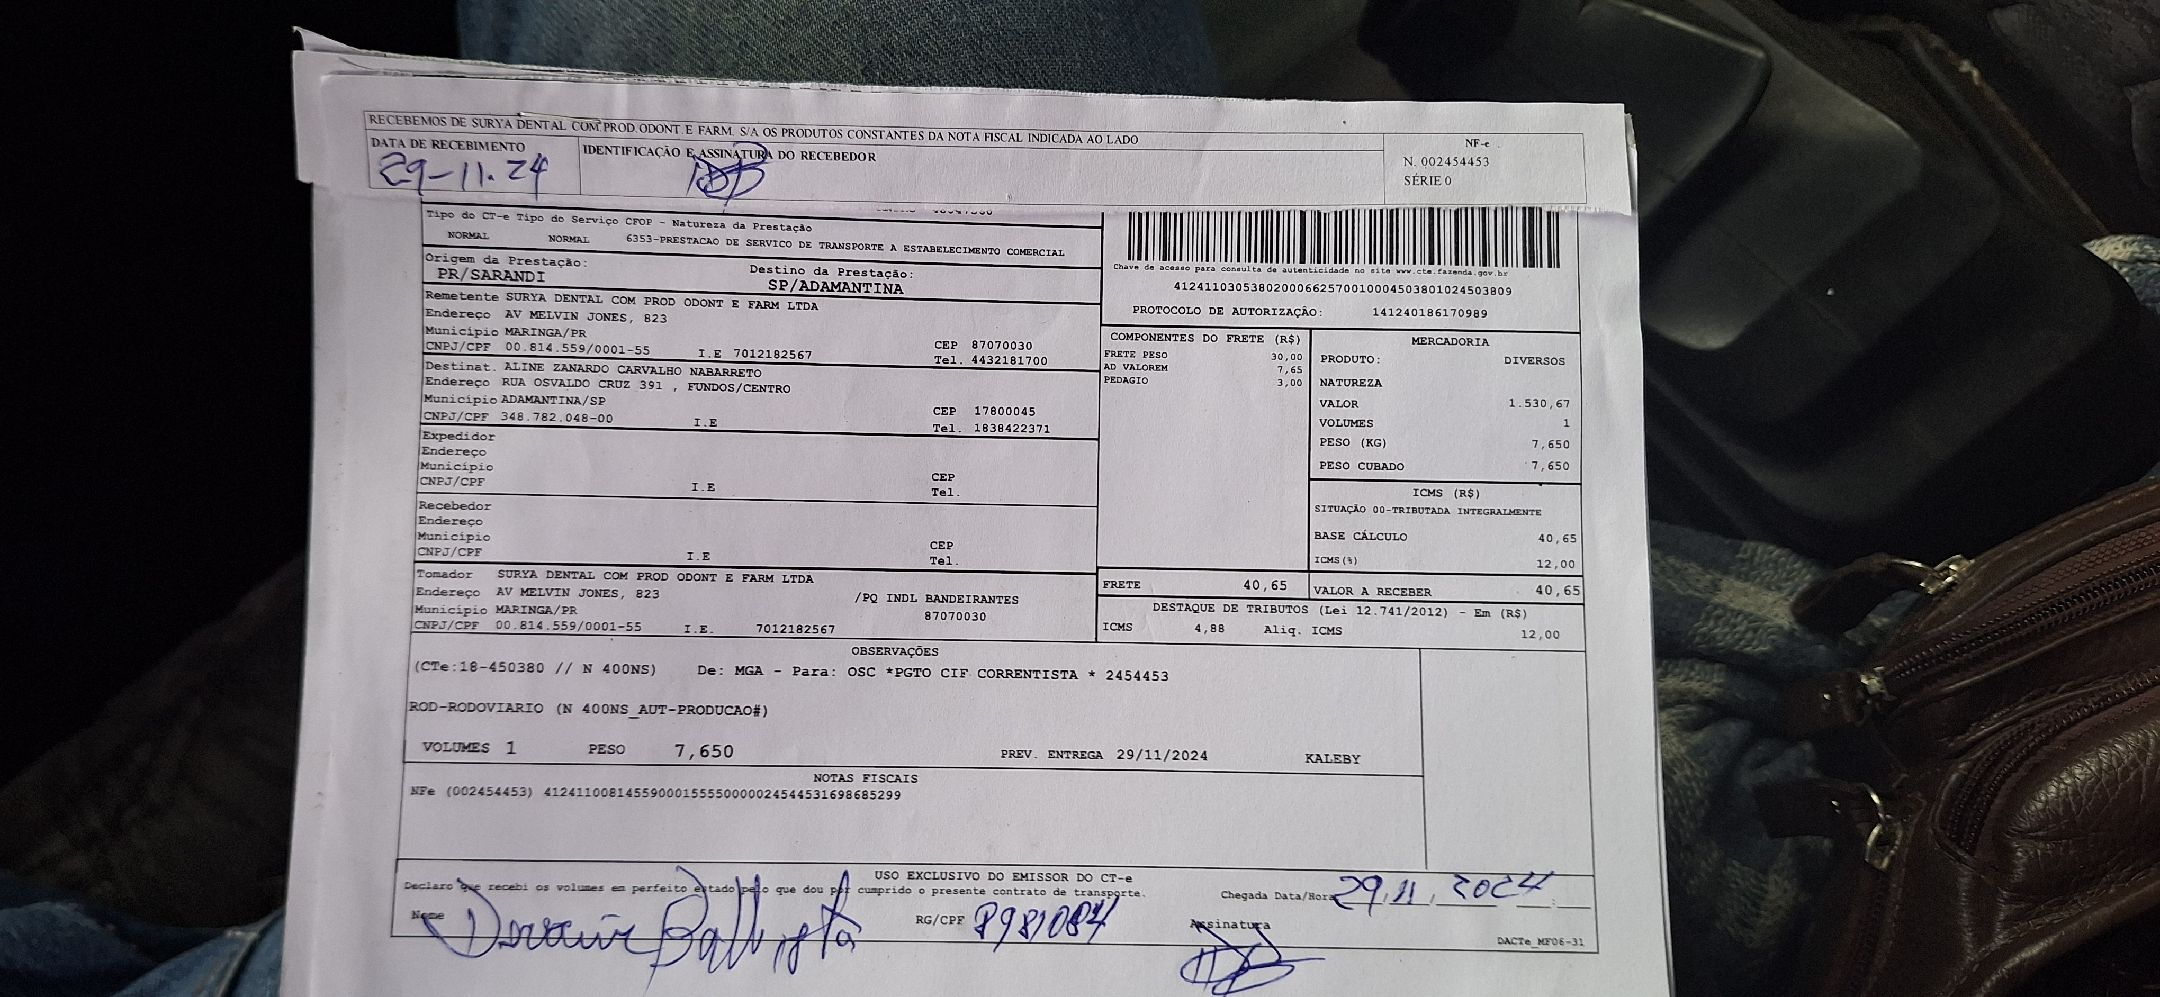 RECEBEMOS DE SURYA DENTAL COM PROD ODONT E FARM. S/A OS PRODUTOS CONSTANTES DA NOTA FISCAL INDICADA AO LADO
DATA DE RECEBIMENTO
29-11.24
IDENTIFICAÇÃO E ASSINATURA DO RECEBEDOR
NF-e
N. 002454453
SÉRIE 0
Tipo do CT-e Tipo do Serviço CFOP - Natureza da Prestação
NORMAL NORMAL 6353-PRESTACAO DE SERVICO DE TRANSPORTE A ESTABELECIMENTO COMERCIAL
Origem da Prestação:
PR/SARANDI
Destino da Prestação:
SP/ADAMANTINA
Remetente SURYA DENTAL COM PROD ODONT E FARM LTDA
Endereço AV MELVIN JONES, 823
Município MARINGA/PR CEP 87070030
CNPJ/CPF 00.814.559/0001-55 I.E 7012182567 Tel. 4432181700
Destinat. ALINE ZANARDO CARVALHO NABARRETO
Endereço RUA OSVALDO CRUZ 391 , FUNDOS/CENTRO
Município ADAMANTINA/SP CEP 17800045
CNPJ/CPF 348.782.048-00 I.E Tel. 1838422371
Expedidor
Endereço
Município CEP
CNPJ/CPF I.E Tel.
Recebedor
Endereço
Município CEP
CNPJ/CPF I.E Tel.
Tomador SURYA DENTAL COM PROD ODONT E FARM LTDA
Endereço AV MELVIN JONES, 823 /PQ INDL BANDEIRANTES
Município MARINGA/PR 87070030
CNPJ/CPF 00.814.559/0001-55 I.E. 7012182567
Chave de acesso para consulta de autenticidade no site www.cte.fazenda.gov.br
41241103053802000662570010004503801024503809
PROTOCOLO DE AUTORIZAÇÃO: 141240186170989
COMPONENTES DO FRETE (R$)
FRETE PESO 30,00
AD VALOREM 7,65
PEDAGIO 3,00
MERCADORIA
PRODUTO: DIVERSOS
NATUREZA
VALOR 1.530,67
VOLUMES 1
PESO (KG) 7,650
PESO CUBADO 7,650
ICMS (R$)
SITUAÇÃO 00-TRIBUTADA INTEGRALMENTE
BASE CÁLCULO 40,65
ICMS(%) 12,00
FRETE 40,65 VALOR A RECEBER 40,65
DESTAQUE DE TRIBUTOS (Lei 12.741/2012) - Em (R$)
ICMS 4,88 Aliq. ICMS 12,00
OBSERVAÇÕES
(CTe:18-450380 // N 400NS) De: MGA - Para: OSC *PGTO CIF CORRENTISTA * 2454453
ROD-RODOVIARIO (N 400NS_AUT-PRODUCAO#)
VOLUMES 1 PESO 7,650 PREV. ENTREGA 29/11/2024 KALEBY
NOTAS FISCAIS
NFe (002454453) 41241100814559000155550000024544531698685299
USO EXCLUSIVO DO EMISSOR DO CT-e
Declaro que recebi os volumes em perfeito estado pelo que dou por cumprido o presente contrato de transporte.
Chegada Data/Hora 29.11.2024
Nome
RG/CPF 8981084
Assinatura
DACTe_MF06-31